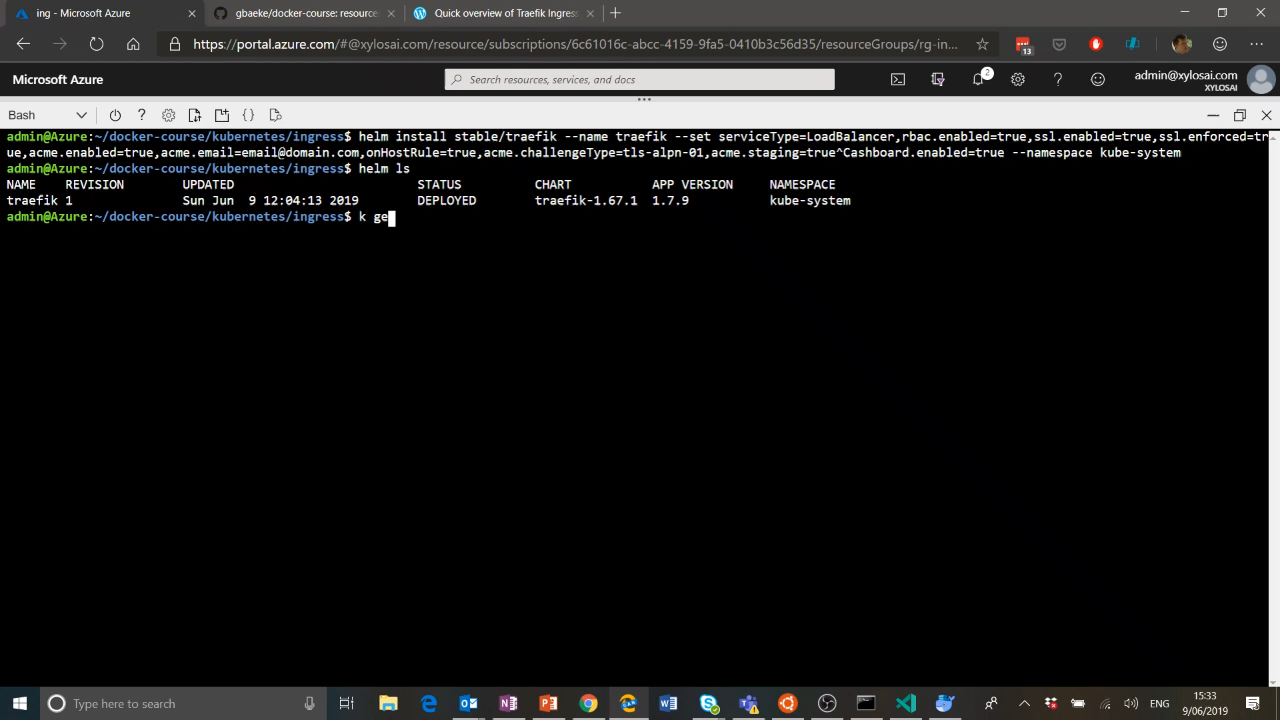 ing - Microsoft Azure
gbaeke/docker-course: resource
Quick overview of Traefik Ingres
https://portal.azure.com/#@xylosai.com/resource/subscriptions/6c61016c-abcc-4159-9fa5-0410b3c56d35/resourceGroups/rg-in...
13
Microsoft Azure
Search resources, services, and docs
2
admin@xylosai.com
XYLOSAI
Bash
admin@Azure:~/docker-course/kubernetes/ingress$ helm install stable/traefik --name traefik --set serviceType=LoadBalancer,rbac.enabled=true,ssl.enabled=true,ssl.enforced=tr
ue,acme.enabled=true,acme.email=email@domain.com,onHostRule=true,acme.challengeType=tls-alpn-01,acme.staging=true^Cashboard.enabled=true --namespace kube-system
admin@Azure:~/docker-course/kubernetes/ingress$ helm ls
NAME REVISION UPDATED STATUS CHART APP VERSION NAMESPACE
traefik 1 Sun Jun 9 12:04:13 2019 DEPLOYED traefik-1.67.1 1.7.9 kube-system
admin@Azure:~/docker-course/kubernetes/ingress$ k ge
Type here to search
ENG
15:33
9/06/2019